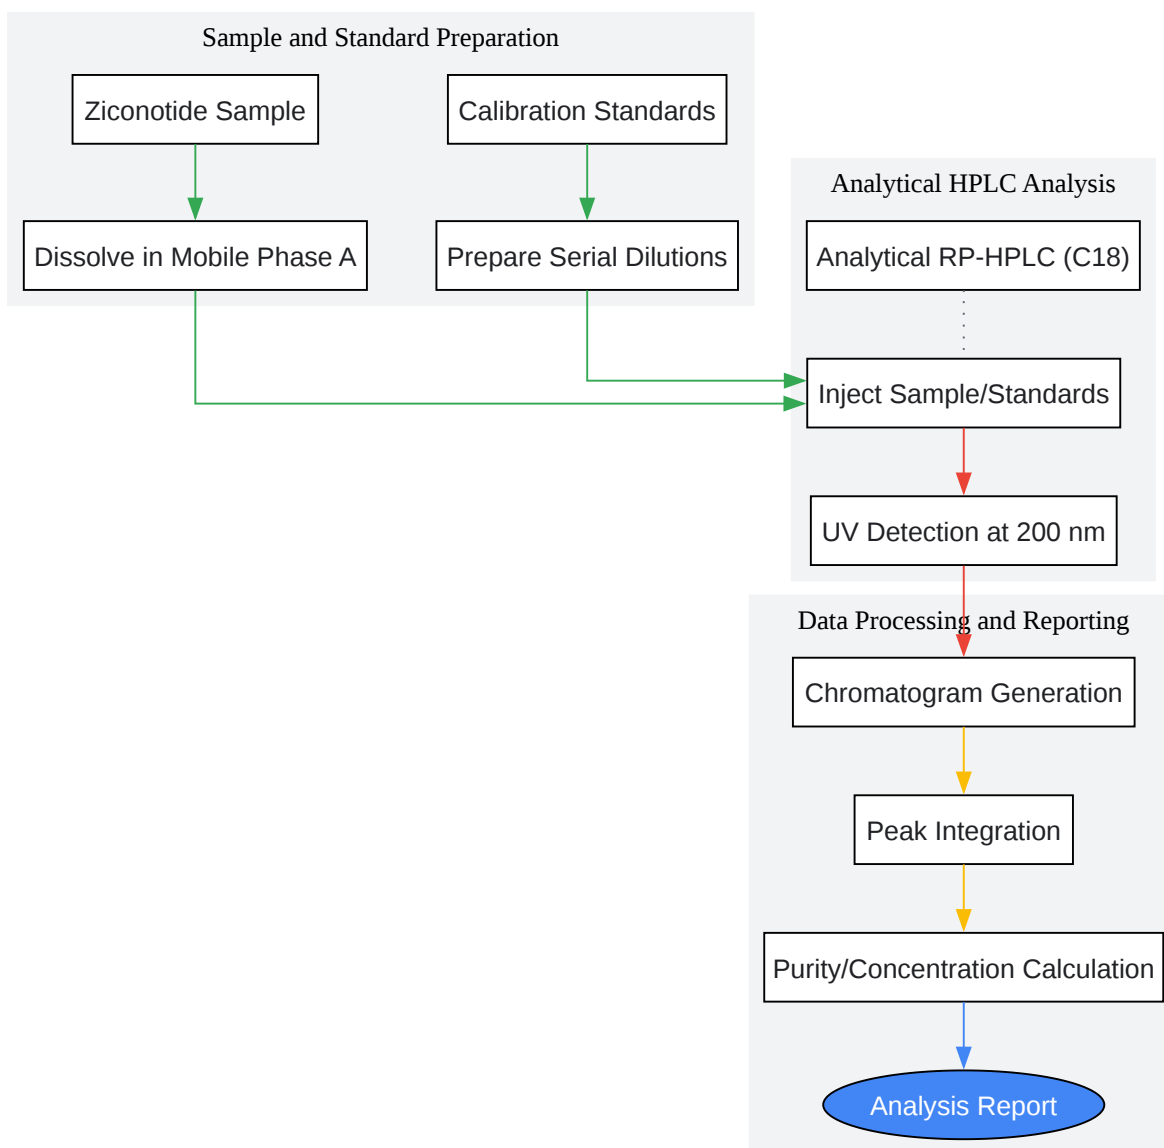 Sample and Standard Preparation
Ziconotide Sample
Calibration Standards
Dissolve in Mobile Phase A
Prepare Serial Dilutions
Analytical HPLC Analysis
Analytical RP-HPLC (C18)
Inject Sample/Standards
UV Detection at 200 nm
Data Processing and Reporting
Chromatogram Generation
Peak Integration
Purity/Concentration Calculation
Analysis Report